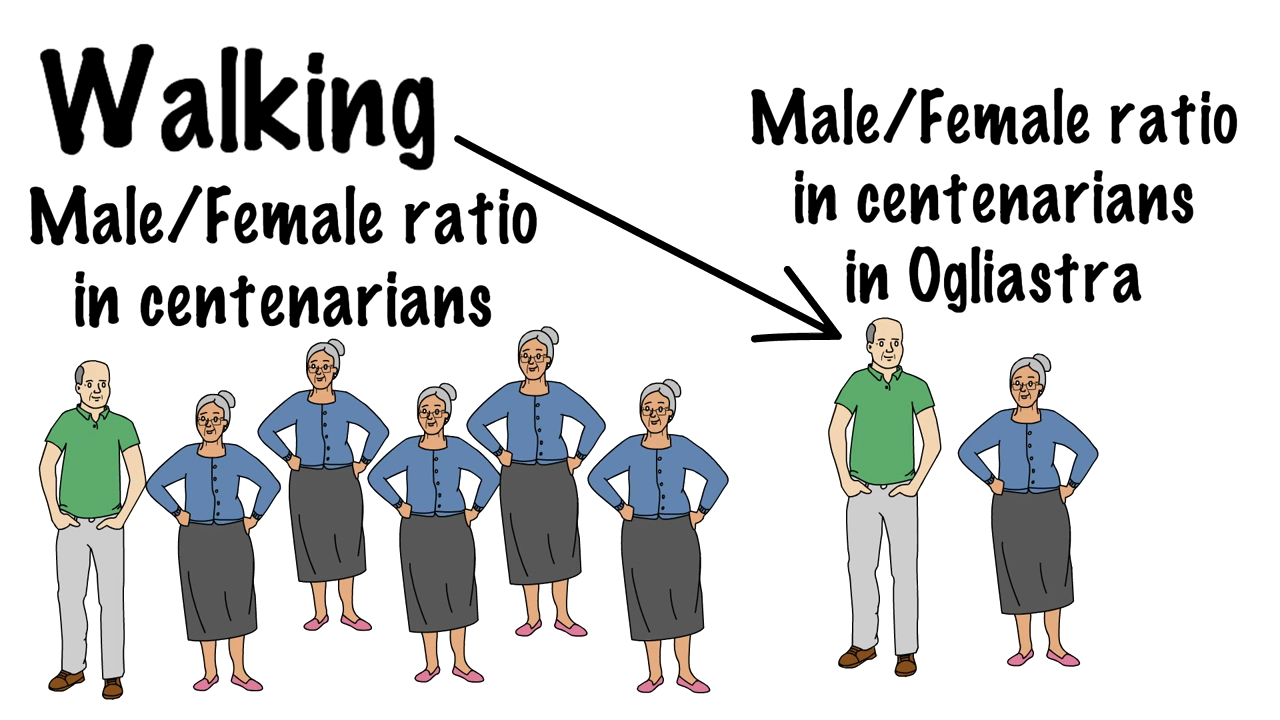 Walking
Male/Female ratio
in centenarians
Male/Female ratio
in centenarians
in Ogliastra